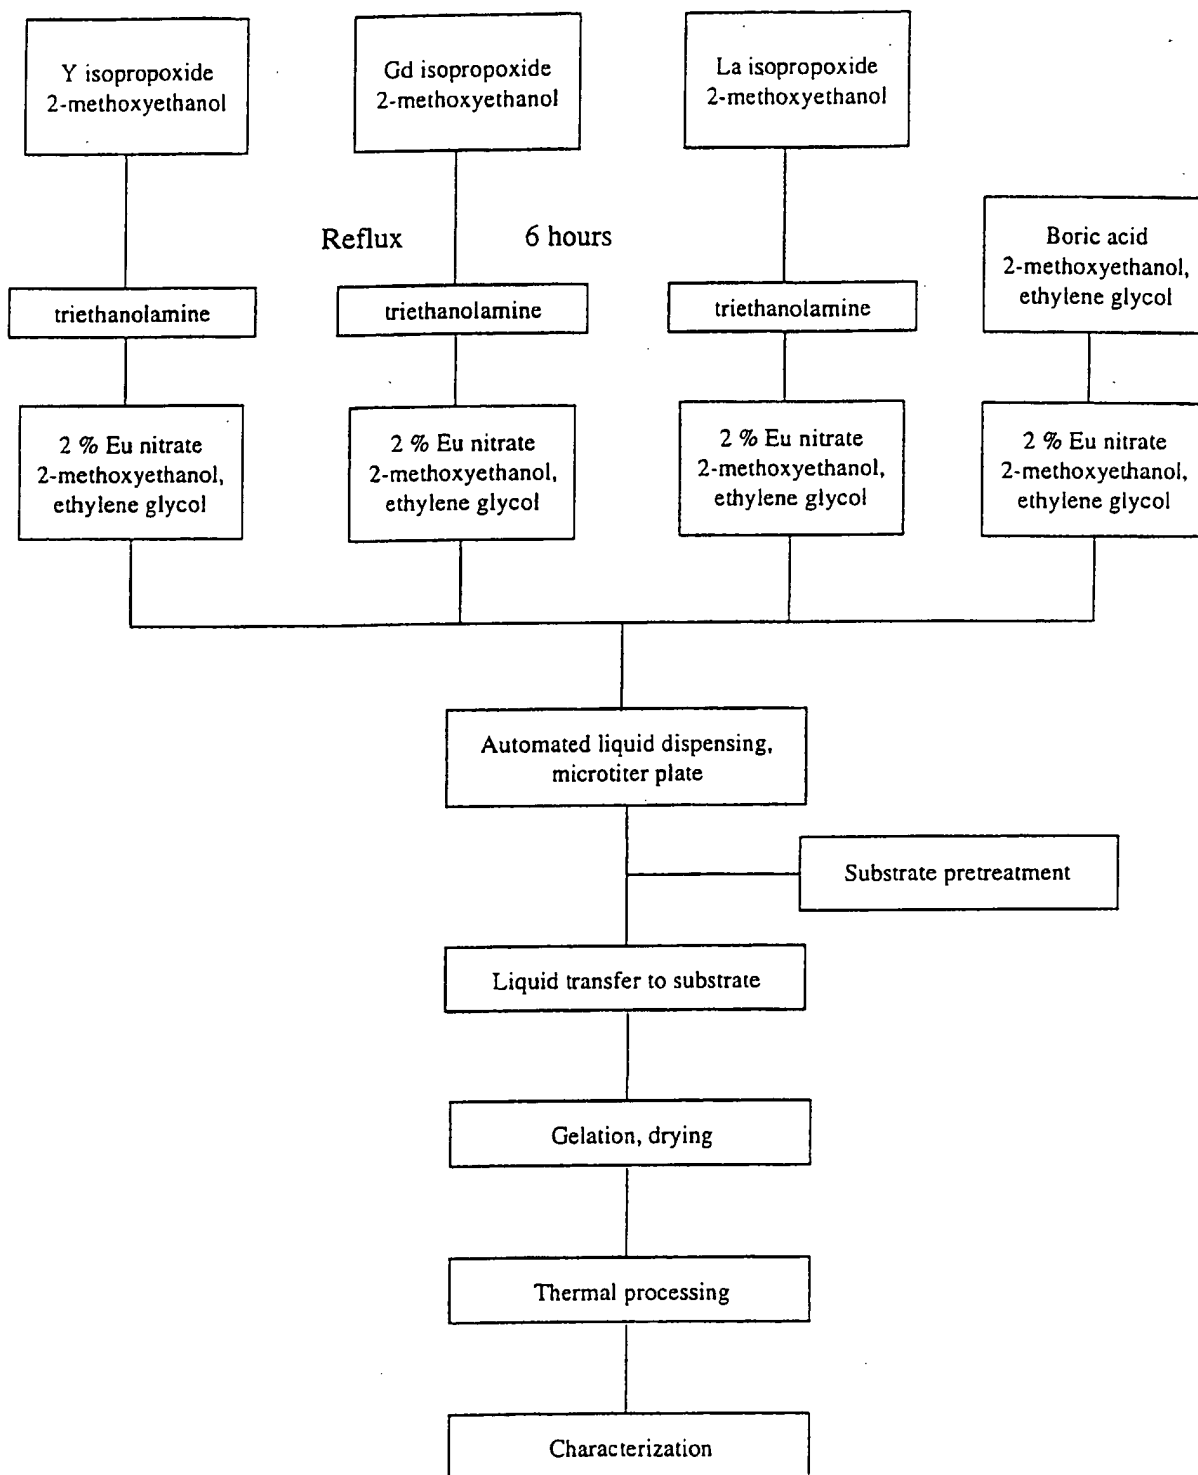 Y isopropoxide
2-methoxyethanol
Gd isopropoxide
2-methoxyethanol
La isopropoxide
2-methoxyethanol
Reflux 6 hours
Boric acid
2-methoxyethanol,
ethylene glycol
triethanolamine
triethanolamine
triethanolamine
2 % Eu nitrate
2-methoxyethanol,
ethylene glycol
2 % Eu nitrate
2-methoxyethanol,
ethylene glycol
2 % Eu nitrate
2-methoxyethanol,
ethylene glycol
2 % Eu nitrate
2-methoxyethanol,
ethylene glycol
Automated liquid dispensing,
microtiter plate
Substrate pretreatment
Liquid transfer to substrate
Gelation, drying
Thermal processing
Characterization